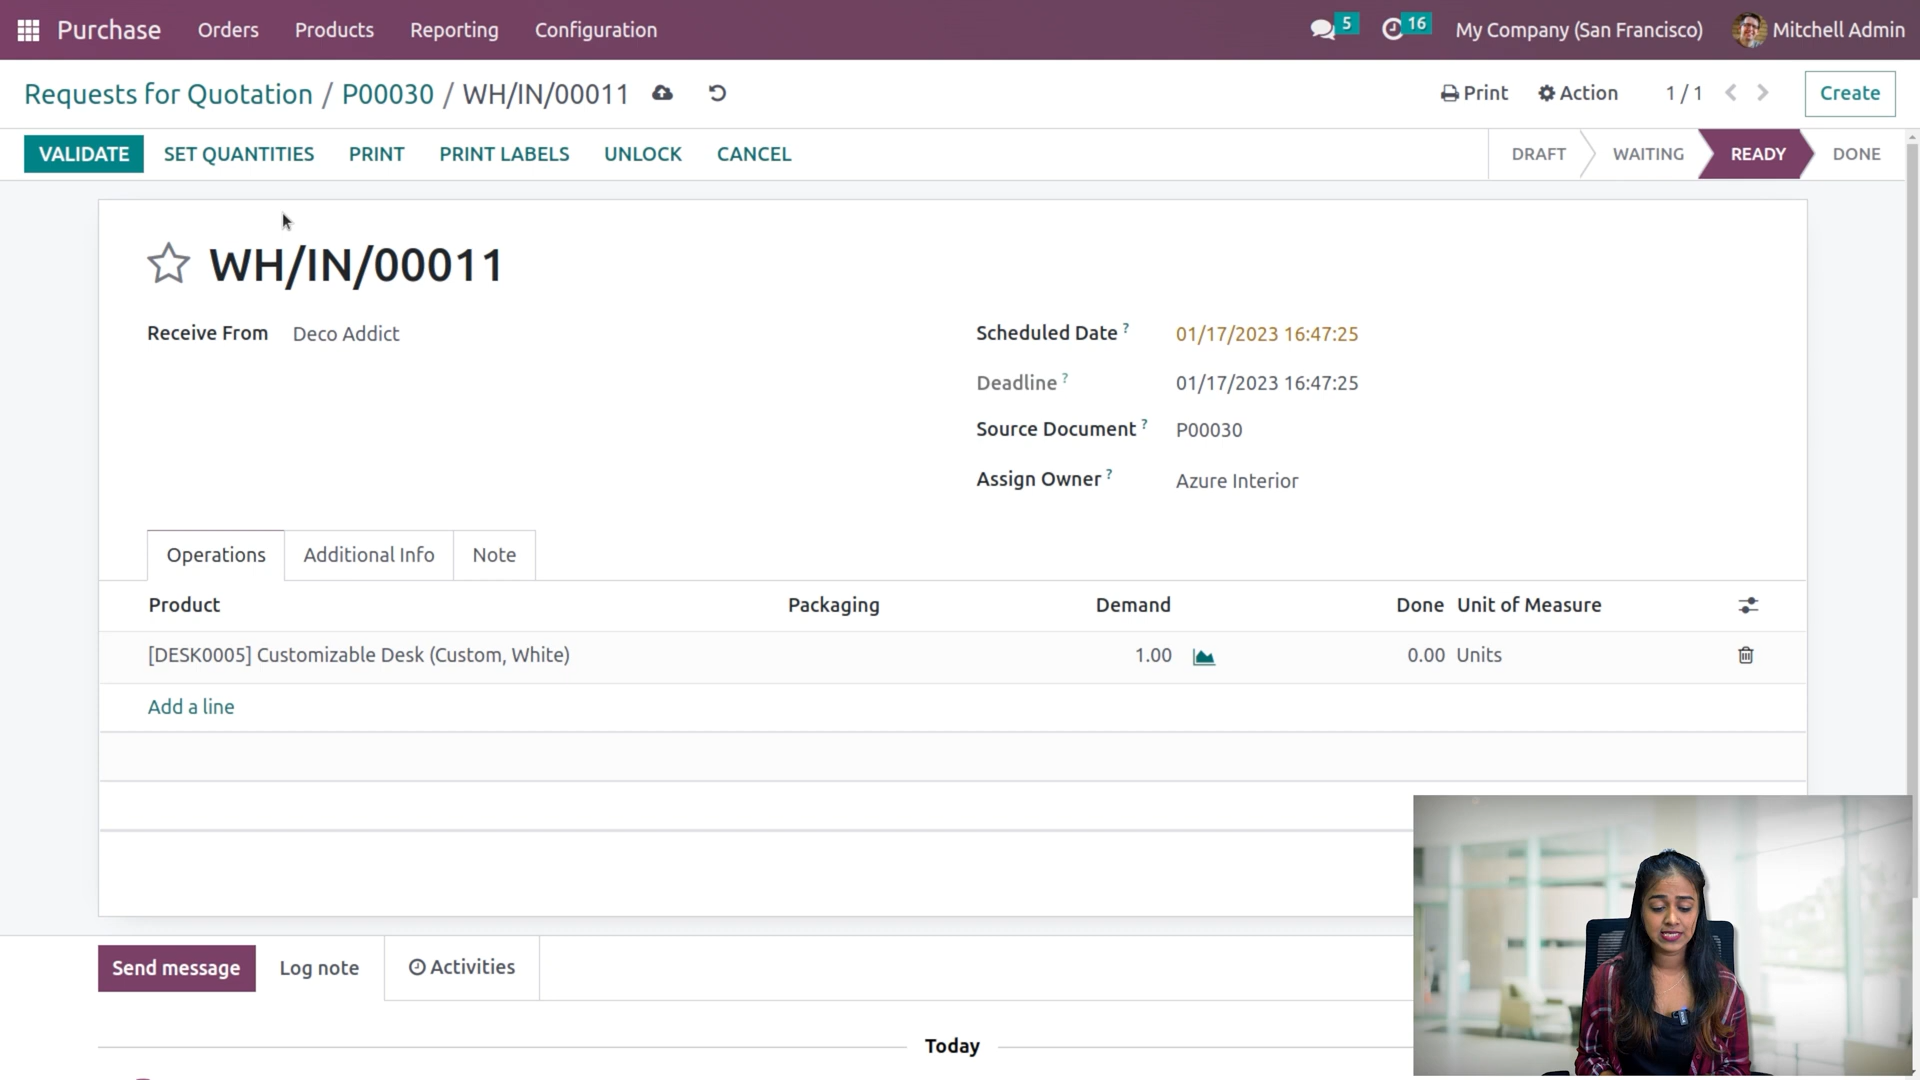 Purchase Orders Products Reporting Configuration 5 16 My Company (San Francisco) Mitchell Admin
Requests for Quotation / P00030 / WH/IN/00011 Print Action 1 / 1 Create
VALIDATE SET QUANTITIES PRINT PRINT LABELS UNLOCK CANCEL DRAFT WAITING READY DONE
WH/IN/00011
Receive From Deco Addict Scheduled Date ? 01/17/2023 16:47:25
Deadline ? 01/17/2023 16:47:25
Source Document ? P00030
Assign Owner ? Azure Interior
Operations Additional Info Note
Product Packaging Demand Done Unit of Measure
[DESK0005] Customizable Desk (Custom, White) 1.00 0.00 Units
Add a line
Send message Log note Activities
Today